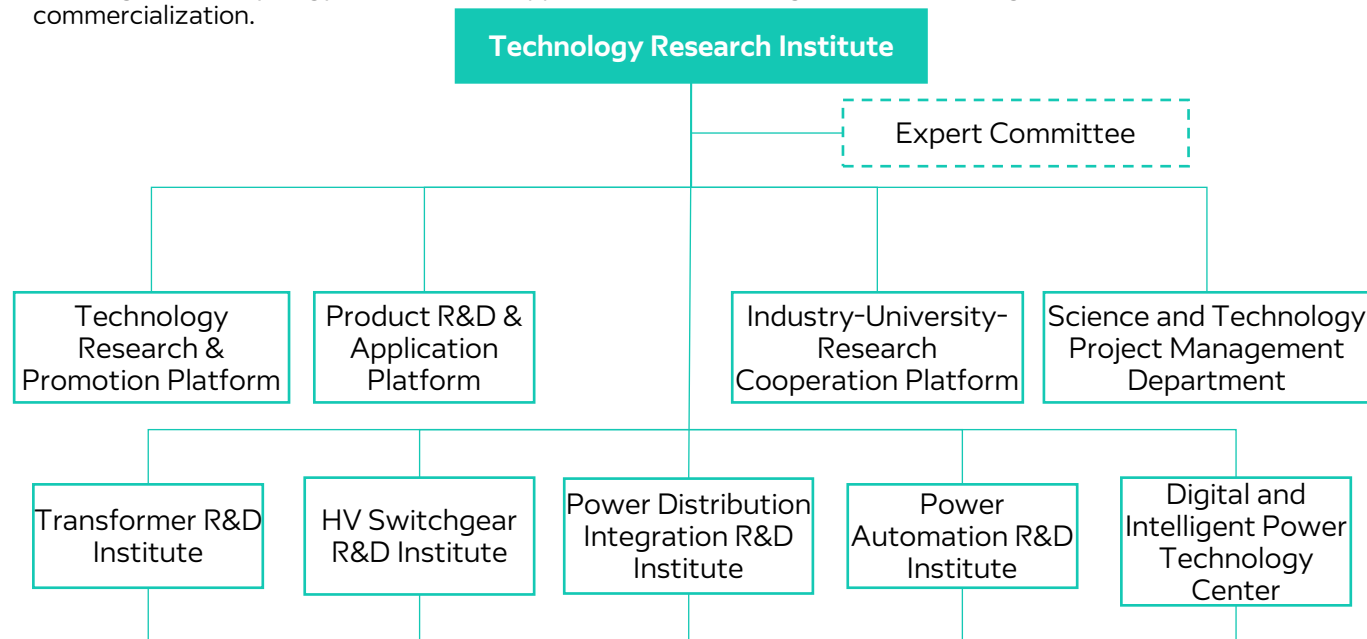 commercialization.
Technology Research Institute
Expert Committee
Technology
Research &
Promotion Platform
Product R&D &
Application
Platform
Industry-University-
Research
Cooperation Platform
Science and Technology
Project Management
Department
Transformer R&D
Institute
HV Switchgear
R&D Institute
Power Distribution
Integration R&D
Institute
Power
Automation R&D
Institute
Digital and
Intelligent Power
Technology
Center